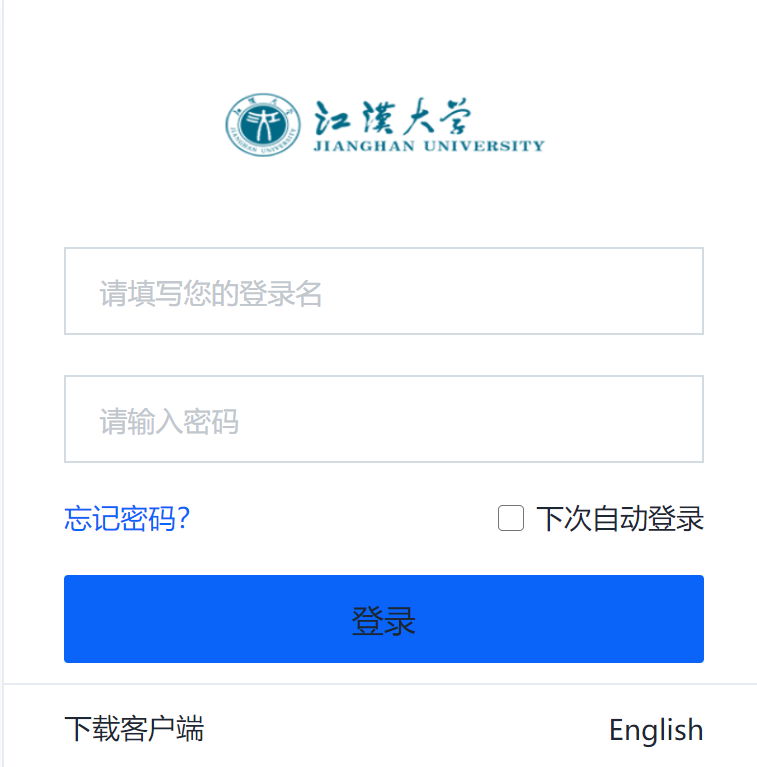 江漢大学
JIANGHAN UNIVERSITY
请填写您的登录名
请输入密码
忘记密码? 下次自动登录
登录
下载客户端 English